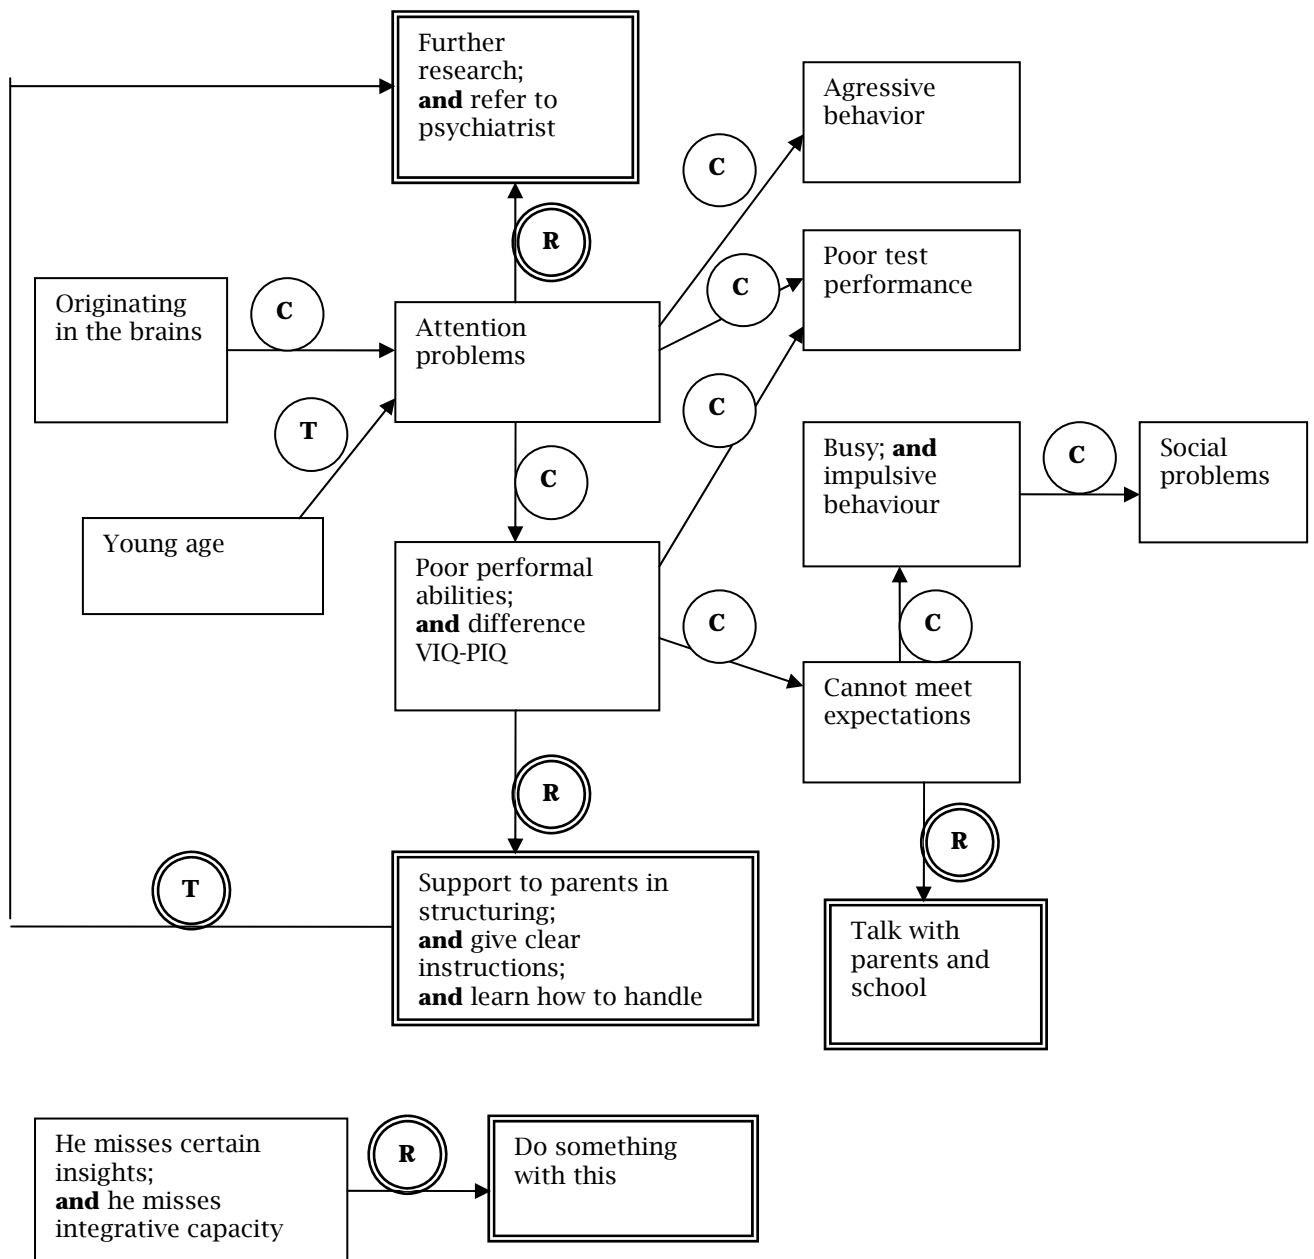 Further
research;
and refer to
psychiatrist
Agressive
behavior
C
R
Poor test
performance
C
Originating
in the brains
C
Attention
problems
T
C
C
Busy; and
impulsive
behaviour
C
Social
problems
Young age
Poor performal
abilities;
and difference
VIQ-PIQ
C
C
Cannot meet
expectations
R
R
T
Support to parents in
structuring;
and give clear
instructions;
and learn how to handle
Talk with
parents and
school
He misses certain
insights;
and he misses
integrative capacity
R
Do something
with this